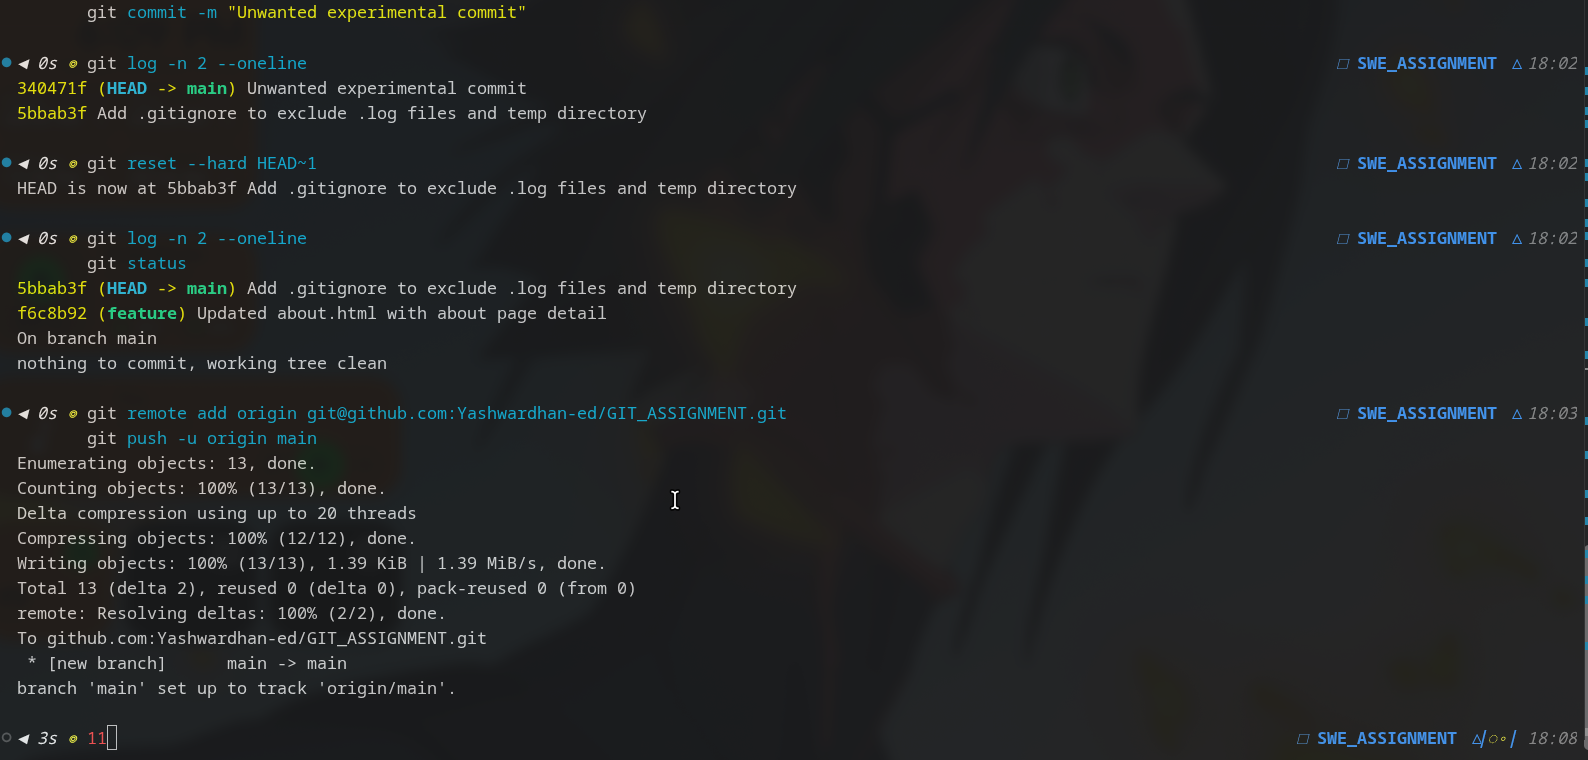 git commit -m "Unwanted experimental commit"
◀ 0s git log -n 2 --oneline SWE_ASSIGNMENT △ 18:02
340471f (HEAD -> main) Unwanted experimental commit
5bbab3f Add .gitignore to exclude .log files and temp directory
◀ 0s git reset --hard HEAD~1 SWE_ASSIGNMENT △ 18:02
HEAD is now at 5bbab3f Add .gitignore to exclude .log files and temp directory
◀ 0s git log -n 2 --oneline SWE_ASSIGNMENT △ 18:02
git status
5bbab3f (HEAD -> main) Add .gitignore to exclude .log files and temp directory
f6c8b92 (feature) Updated about.html with about page detail
On branch main
nothing to commit, working tree clean
◀ 0s git remote add origin git@github.com:Yashwardhan-ed/GIT_ASSIGNMENT.git SWE_ASSIGNMENT △ 18:03
git push -u origin main
Enumerating objects: 13, done.
Counting objects: 100% (13/13), done.
Delta compression using up to 20 threads
Compressing objects: 100% (12/12), done.
Writing objects: 100% (13/13), 1.39 KiB | 1.39 MiB/s, done.
Total 13 (delta 2), reused 0 (delta 0), pack-reused 0 (from 0)
remote: Resolving deltas: 100% (2/2), done.
To github.com:Yashwardhan-ed/GIT_ASSIGNMENT.git
* [new branch] main -> main
branch 'main' set up to track 'origin/main'.
◀ 3s 11 SWE_ASSIGNMENT △ 18:08